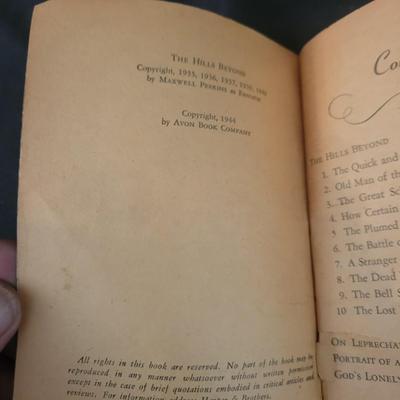 THE HILLS BEYOND
Copyright, 1935, 1936, 1937,
by MAXWELL PERKINS as Executor
Copyright, 1944
by AVON BOOK COMPANY
All rights in this book are reserved. No part of the book may be
reproduced in any manner whatsoever without written permission
except in the case of brief quotations embodied in critical articles and
reviews. For information address Harper & Brothers.
Co
THE HILLS BEYOND
1. The Quick and
2. Old Man of th
3. The Great Sc
4. How Certain
5 The Plumed
6. The Battle o
7. A Stranger
8. The Dead
9. The Bell S
10 The Lost
ON LEPRECHA
PORTRAIT OF A
GOD'S LONELY